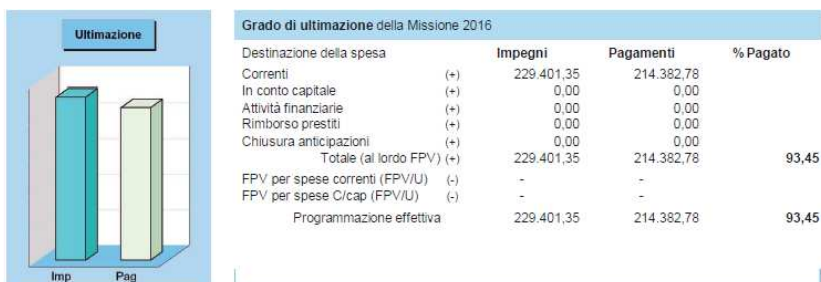 Ultimazione
Imp Pag
Grado di ultimazione della Missione 2016
Destinazione della spesa Impegni Pagamenti % Pagato
Correnti (+) 229.401,35 214.382,78
In conto capitale (+) 0,00 0,00
Attività finanziarie (+) 0,00 0,00
Rimborso prestiti (+) 0,00 0,00
Chiusura anticipazioni (+) 0,00 0,00
Totale (al lordo FPV) (+) 229.401,35 214.382,78 93,45
FPV per spese correnti (FPV/U) (-) - -
FPV per spese C/cap (FPV/U) (-) - -
Programmazione effettiva 229.401,35 214.382,78 93,45